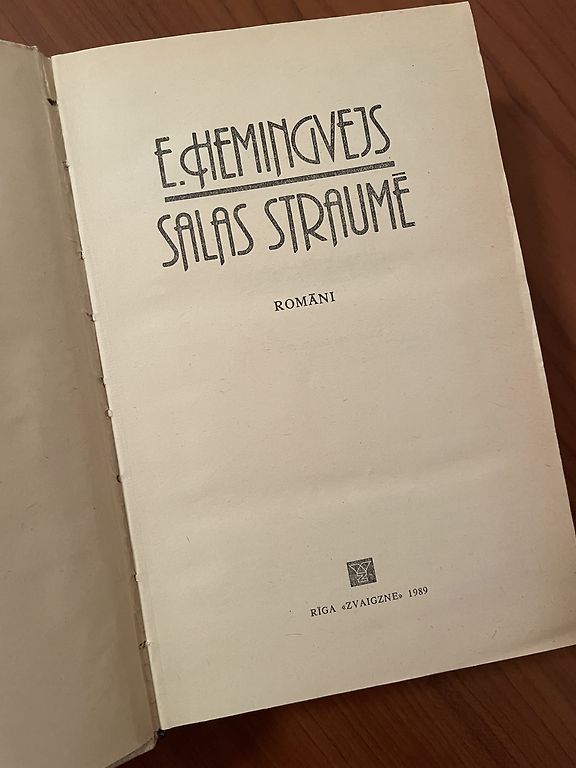 E. HEMINGVEJS
SALAS STRAUMĒ
ROMĀNI
RĪGA «ZVAIGZNE» 1989